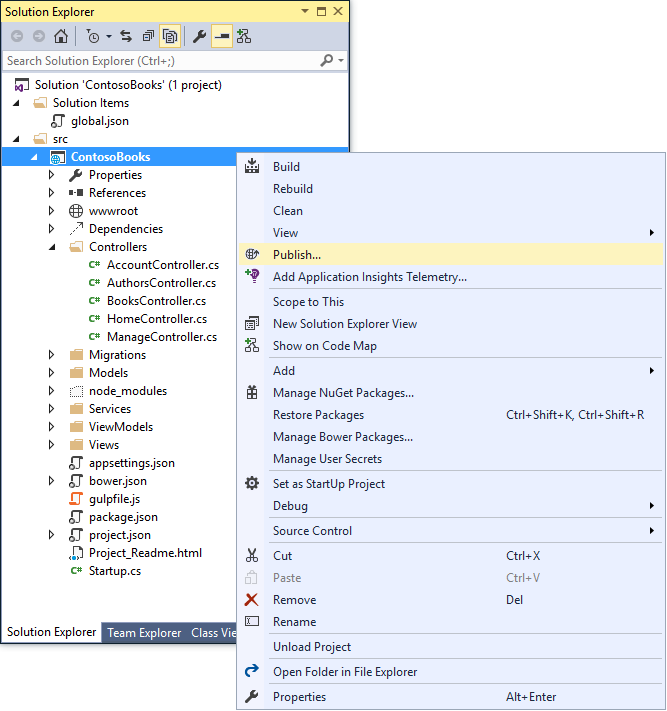 Solution Explorer
Search Solution Explorer (Ctrl+;)
Solution 'ContosoBooks' (1 project)
Solution Items
global.json
src
ContosoBooks
Properties
References
wwwroot
Dependencies
Controllers
AccountController.cs
AuthorsController.cs
BooksController.cs
HomeController.cs
ManageController.cs
Migrations
Models
node_modules
Services
ViewModels
Views
appsettings.json
bower.json
gulpfile.js
package.json
project.json
Project_Readme.html
Startup.cs
Solution Explorer Team Explorer Class Vie
Build
Rebuild
Clean
View
Publish...
Add Application Insights Telemetry...
Scope to This
New Solution Explorer View
Show on Code Map
Add
Manage NuGet Packages...
Restore Packages Ctrl+Shift+K, Ctrl+Shift+R
Manage Bower Packages...
Manage User Secrets
Set as StartUp Project
Debug
Source Control
Cut Ctrl+X
Paste Ctrl+V
Remove Del
Rename
Unload Project
Open Folder in File Explorer
Properties Alt+Enter